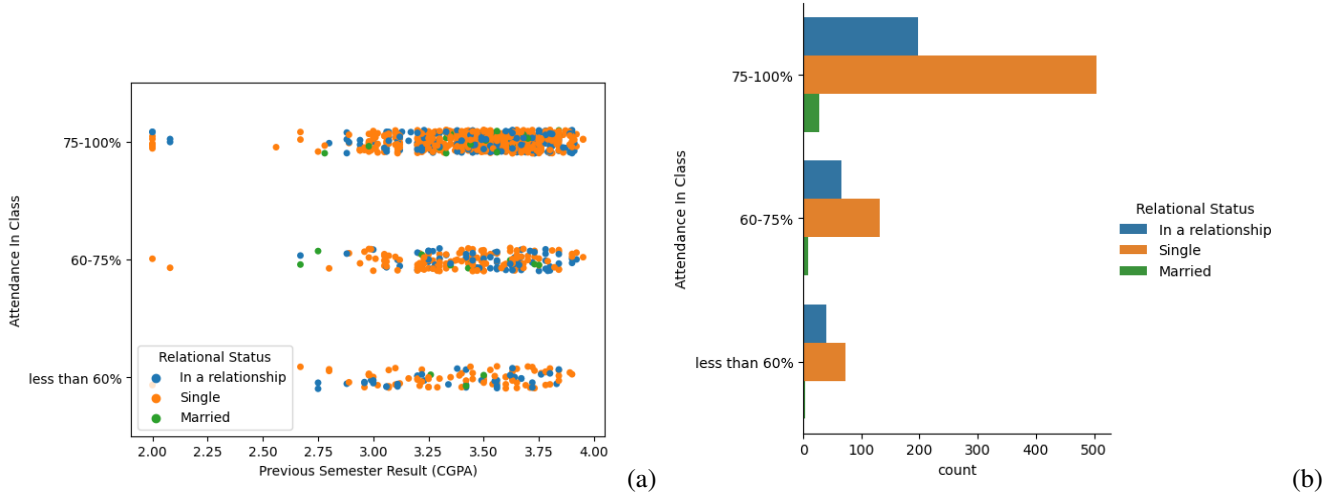 75-100%
60-75%
less than 60%
Attendance In Class
Relational Status
In a relationship
Single
Married
2.00 2.25 2.50 2.75 3.00 3.25 3.50 3.75 4.00
Previous Semester Result (CGPA)
(a)
75-100%
60-75%
less than 60%
Attendance In Class
0 100 200 300 400 500
count
Relational Status
In a relationship
Single
Married
(b)